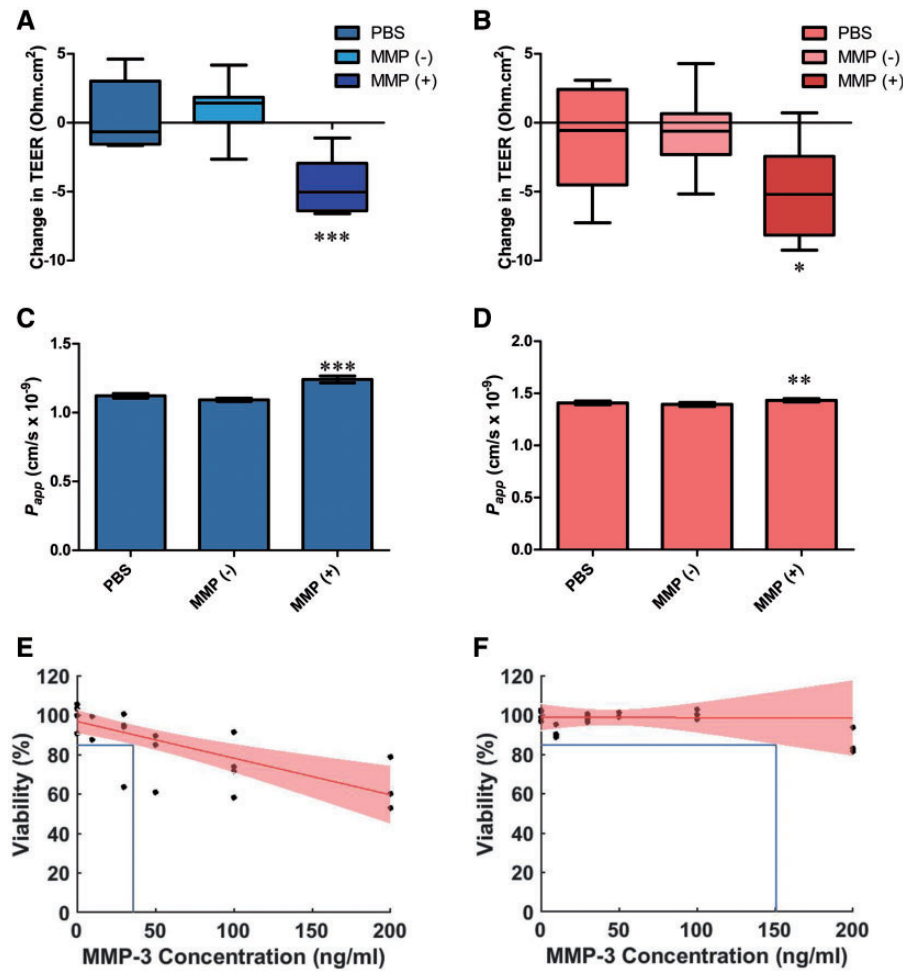 A
PBS
MMP (-)
MMP (+)
Change in TEER (Ohm.cm²)
5
0
-5
-10
***
B
PBS
MMP (-)
MMP (+)
Change in TEER (Ohm.cm²)
5
0
-5
-10
*
C
Papp (cm/s x 10⁻⁹)
1.5
1.0
0.5
0.0
***
PBS
MMP (-)
MMP (+)
D
Papp (cm/s x 10⁻⁹)
2.0
1.5
1.0
0.5
0.0
**
PBS
MMP (-)
MMP (+)
E
Viability (%)
120
100
80
60
40
20
0
0 50 100 150 200
MMP-3 Concentration (ng/ml)
F
Viability (%)
120
100
80
60
40
20
0
0 50 100 150 200
MMP-3 Concentration (ng/ml)